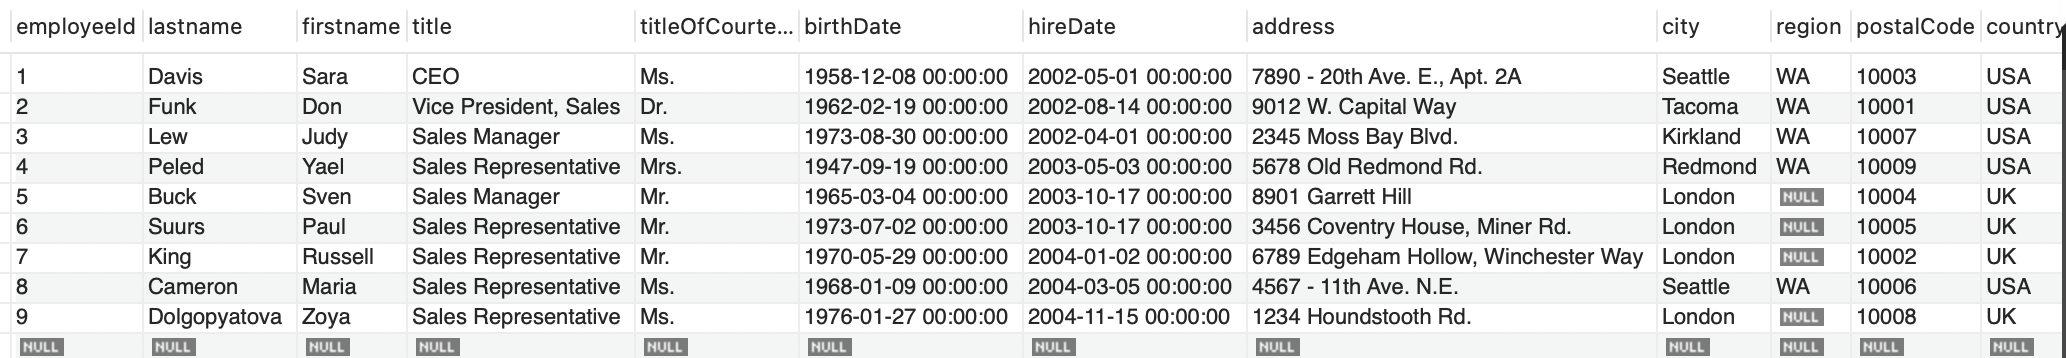 employeeId lastname firstname title titleOfCourte... birthDate hireDate address city region postalCode country
1 Davis Sara CEO Ms. 1958-12-08 00:00:00 2002-05-01 00:00:00 7890 - 20th Ave. E., Apt. 2A Seattle WA 10003 USA
2 Funk Don Vice President, Sales Dr. 1962-02-19 00:00:00 2002-08-14 00:00:00 9012 W. Capital Way Tacoma WA 10001 USA
3 Lew Judy Sales Manager Ms. 1973-08-30 00:00:00 2002-04-01 00:00:00 2345 Moss Bay Blvd. Kirkland WA 10007 USA
4 Peled Yael Sales Representative Mrs. 1947-09-19 00:00:00 2003-05-03 00:00:00 5678 Old Redmond Rd. Redmond WA 10009 USA
5 Buck Sven Sales Manager Mr. 1965-03-04 00:00:00 2003-10-17 00:00:00 8901 Garrett Hill London NULL 10004 UK
6 Suurs Paul Sales Representative Mr. 1973-07-02 00:00:00 2003-10-17 00:00:00 3456 Coventry House, Miner Rd. London NULL 10005 UK
7 King Russell Sales Representative Mr. 1970-05-29 00:00:00 2004-01-02 00:00:00 6789 Edgeham Hollow, Winchester Way London NULL 10002 UK
8 Cameron Maria Sales Representative Ms. 1968-01-09 00:00:00 2004-03-05 00:00:00 4567 - 11th Ave. N.E. Seattle WA 10006 USA
9 Dolgopyatova Zoya Sales Representative Ms. 1976-01-27 00:00:00 2004-11-15 00:00:00 1234 Houndstooth Rd. London NULL 10008 UK
NULL NULL NULL NULL NULL NULL NULL NULL NULL NULL NULL NULL